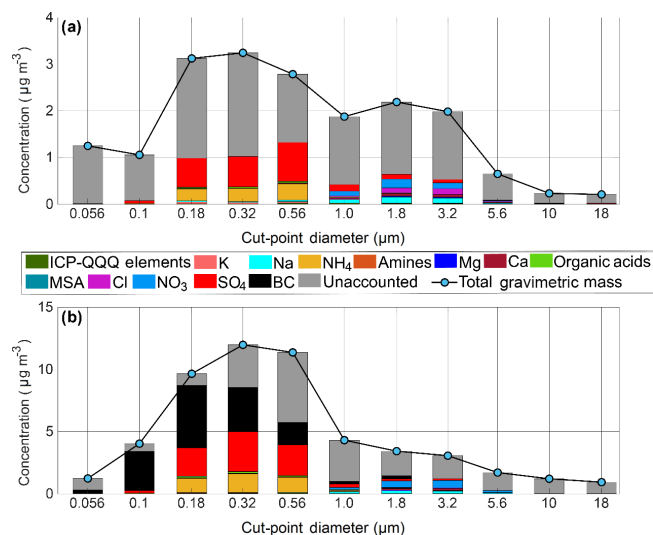 (a)
Concentration ( µg m⁻³)
4
3
2
1
0
0.056 0.1 0.18 0.32 0.56 1.0 1.8 3.2 5.6 10 18
Cut-point diameter (µm)
ICP-QQQ elements K Na NH₄ Amines Mg Ca Organic acids
MSA Cl NO₃ SO₄ BC Unaccounted Total gravimetric mass
(b)
Concentration ( µg m⁻³)
15
10
5
0
0.056 0.1 0.18 0.32 0.56 1.0 1.8 3.2 5.6 10 18
Cut-point diameter (µm)